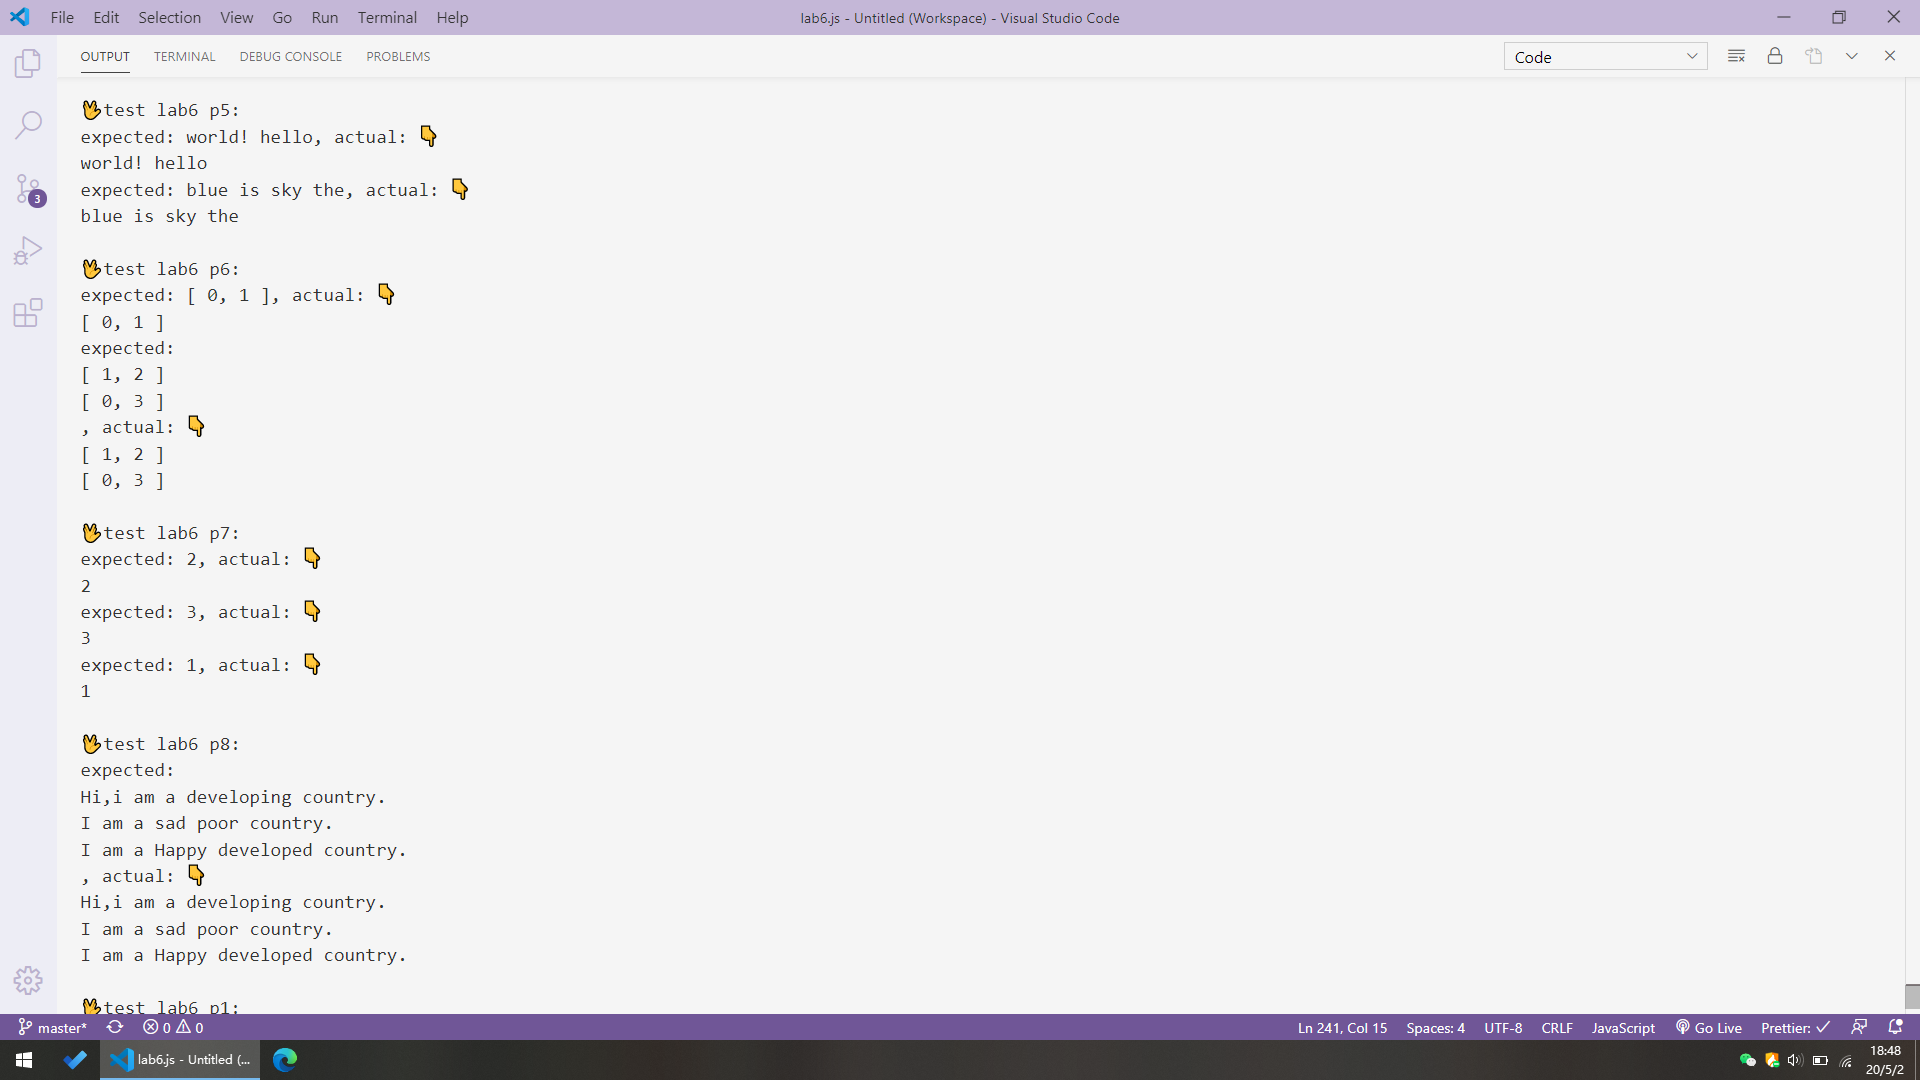 File Edit Selection View Go Run Terminal Help
lab6.js - Untitled (Workspace) - Visual Studio Code
OUTPUT TERMINAL DEBUG CONSOLE PROBLEMS
Code
🖖test lab6 p5:
expected: world! hello, actual: 👇
world! hello
expected: blue is sky the, actual: 👇
blue is sky the
🖖test lab6 p6:
expected: [ 0, 1 ], actual: 👇
[ 0, 1 ]
expected:
[ 1, 2 ]
[ 0, 3 ]
, actual: 👇
[ 1, 2 ]
[ 0, 3 ]
🖖test lab6 p7:
expected: 2, actual: 👇
2
expected: 3, actual: 👇
3
expected: 1, actual: 👇
1
🖖test lab6 p8:
expected:
Hi,i am a developing country.
I am a sad poor country.
I am a Happy developed country.
, actual: 👇
Hi,i am a developing country.
I am a sad poor country.
I am a Happy developed country.
🖖test lab6 p1:
3
master* 0 0
Ln 241, Col 15 Spaces: 4 UTF-8 CRLF JavaScript Go Live Prettier: ✓
lab6.js - Untitled (...
18:48
20/5/2